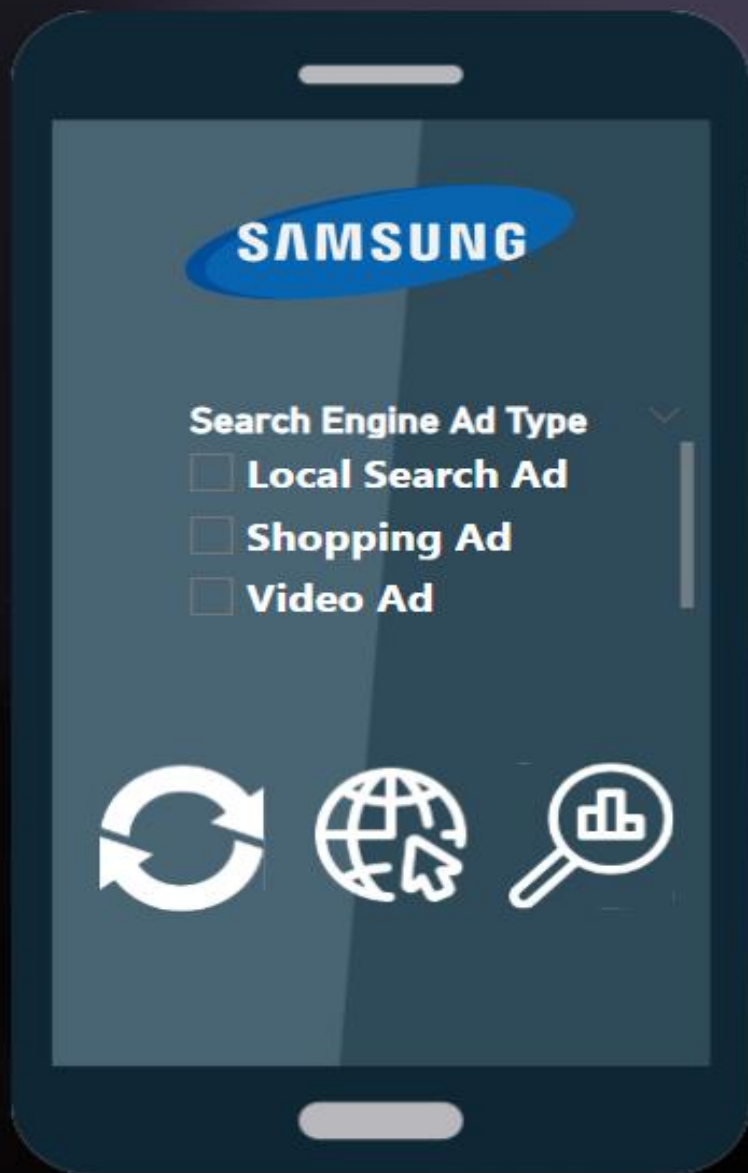 SAMSUNG
Search Engine Ad Type
Local Search Ad
Shopping Ad
Video Ad